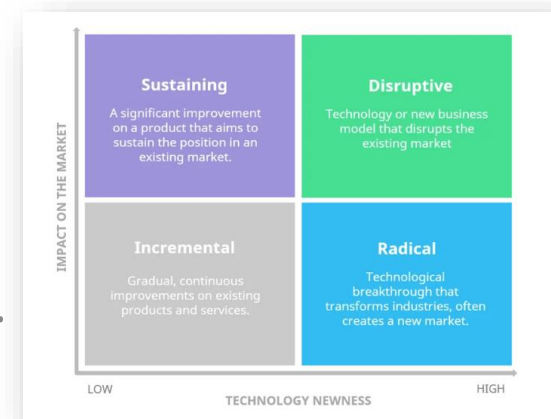 IMPACT ON THE MARKET
Sustaining
A significant improvement
on a product that aims to
sustain the position in an
existing market.
Disruptive
Technology or new business
model that disrupts the
existing market
Incremental
Gradual, continuous
improvements on existing
products and services.
Radical
Technological
breakthrough that
transforms industries, often
creates a new market.
LOW
HIGH
TECHNOLOGY NEWNESS